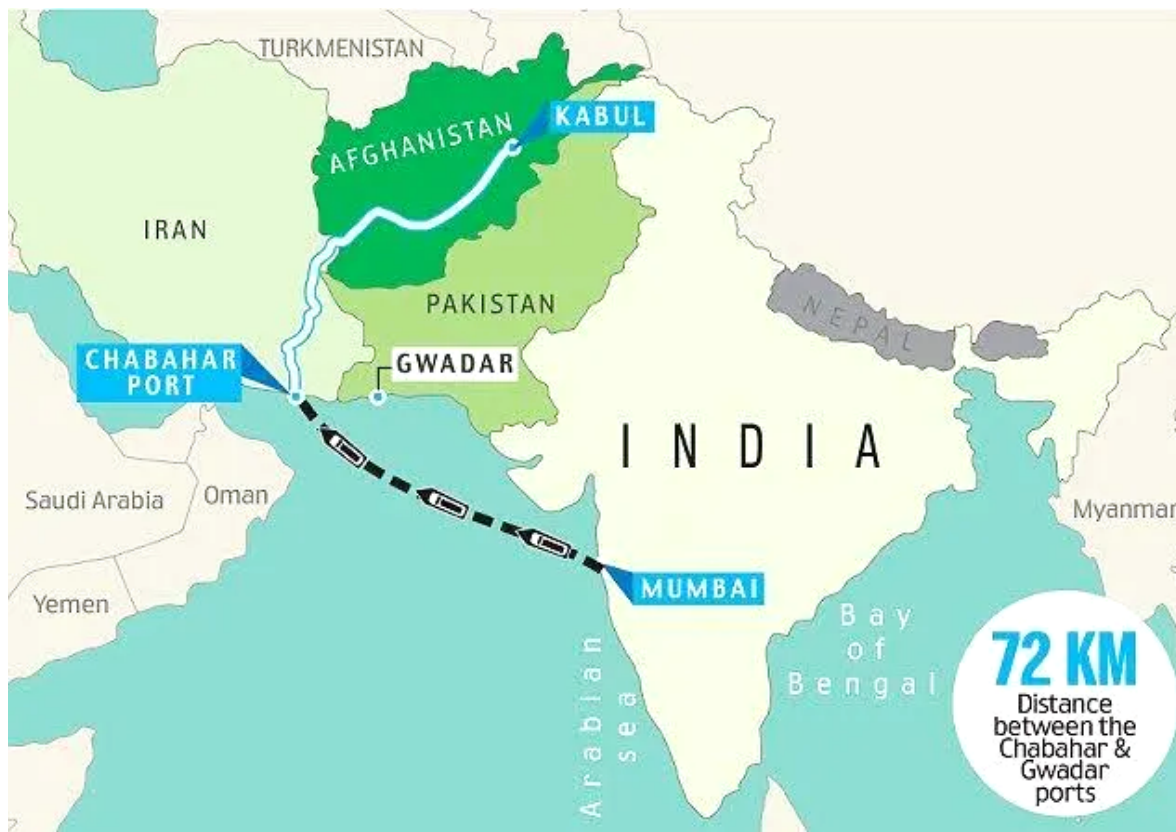 TURKMENISTAN
AFGHANISTAN
KABUL
IRAN
PAKISTAN
NEPAL
CHABAHAR
PORT
GWADAR
INDIA
Saudi Arabia
Oman
Myanmar
Yemen
MUMBAI
Arabian
sea
Bay
of
Bengal
72 KM
Distance
between the
Chabahar &
Gwadar
ports